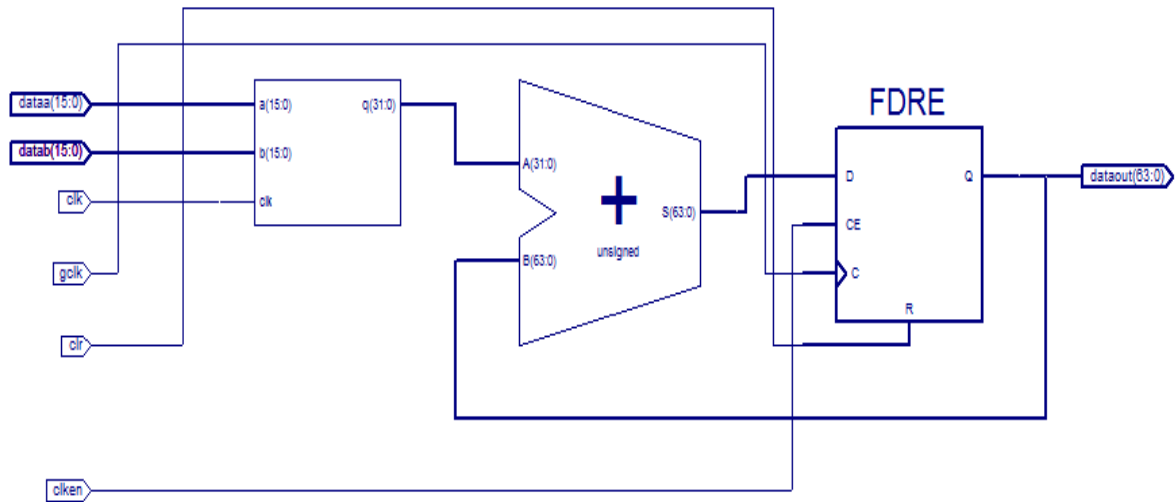 FDRE
dataa(15:0)
a(15:0)
q(31:0)
datab(15:0)
b(15:0)
A(31:0)
D
Q
dataout(63:0)
clk
clk
+
S(63:0)
CE
unsigned
B(63:0)
gclk
C
R
clr
clken